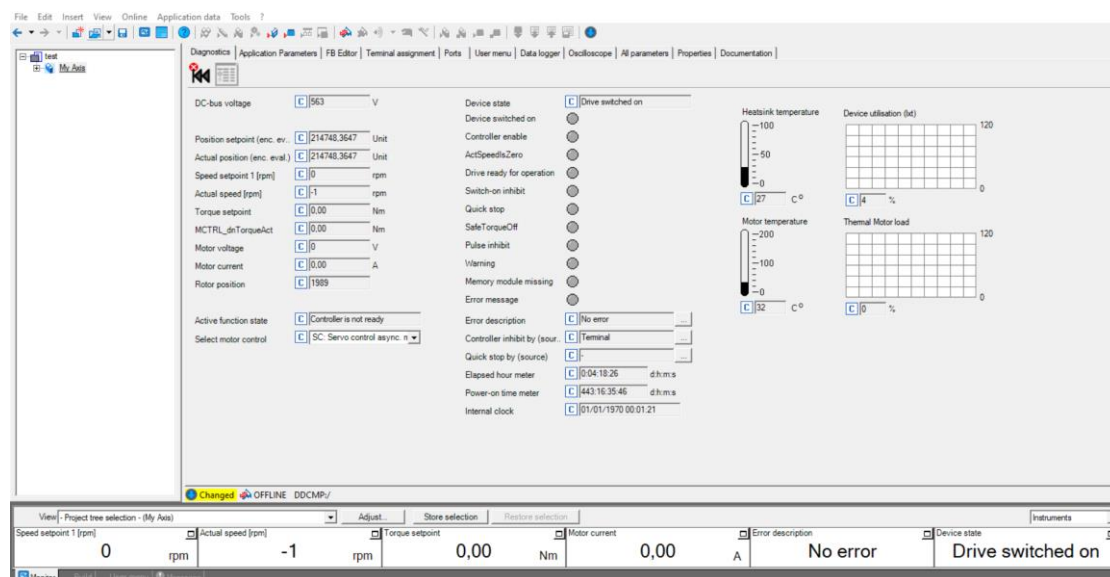 File Edit Insert View Online Application data Tools ?
test
My Axis
Diagnostics Application Parameters FB Editor Terminal assignment Ports User menu Data logger Oscilloscope All parameters Properties Documentation
DC-bus voltage C 563 V
Position setpoint (enc. ev.. C 214748,3647 Unit
Actual position (enc. eval.) C 214748,3647 Unit
Speed setpoint 1 [rpm] C 0 rpm
Actual speed [rpm] C -1 rpm
Torque setpoint C 0,00 Nm
MCTRL_dnTorqueAct C 0,00 Nm
Motor voltage C 0 V
Motor current C 0,00 A
Rotor position C 1989
Active function state C Controller is not ready
Select motor control C SC: Servo control async. n
Device state C Drive switched on
Device switched on
Controller enable
ActSpeedIsZero
Drive ready for operation
Switch-on inhibit
Quick stop
SafeTorqueOff
Pulse inhibit
Warning
Memory module missing
Error message
Error description C No error ...
Controller inhibit by (sour.. C Terminal ...
Quick stop by (source) C - ...
Elapsed hour meter C 0:04:18:26 d:h:m:s
Power-on time meter C 443:16:35:46 d:h:m:s
Internal clock C 01/01/1970 00:01:21
Heatsink temperature
100
50
0
C 27 C°
Device utilisation (Ixt)
120
0
C 4 %
Motor temperature
200
100
0
C 32 C°
Thermal Motor load
120
0
C 0 %
Changed OFFLINE DDCMP:/
View - Project tree selection - (My Axis) Adjust... Store selection Restore selection Instruments
Speed setpoint 1 [rpm] Actual speed [rpm] Torque setpoint Motor current Error description Device state
0 rpm -1 rpm 0,00 Nm 0,00 A No error Drive switched on